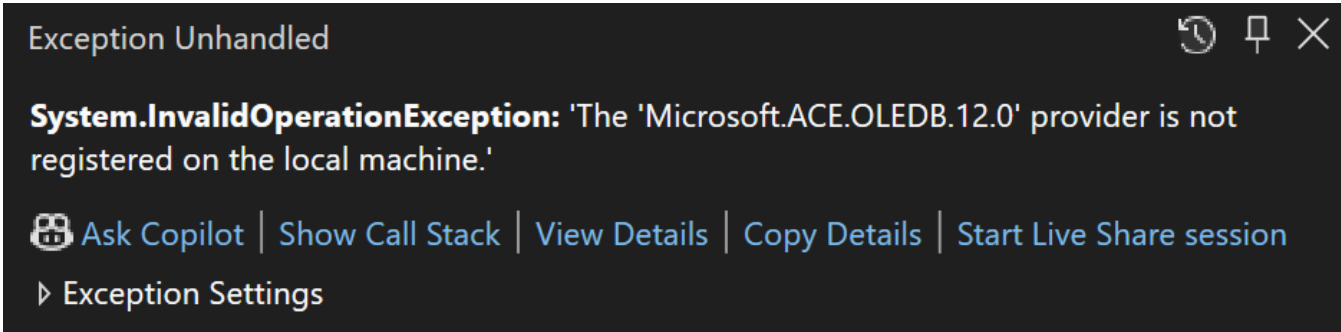 Exception Unhandled
System.InvalidOperationException: 'The 'Microsoft.ACE.OLEDB.12.0' provider is not
registered on the local machine.'
Ask Copilot | Show Call Stack | View Details | Copy Details | Start Live Share session
Exception Settings